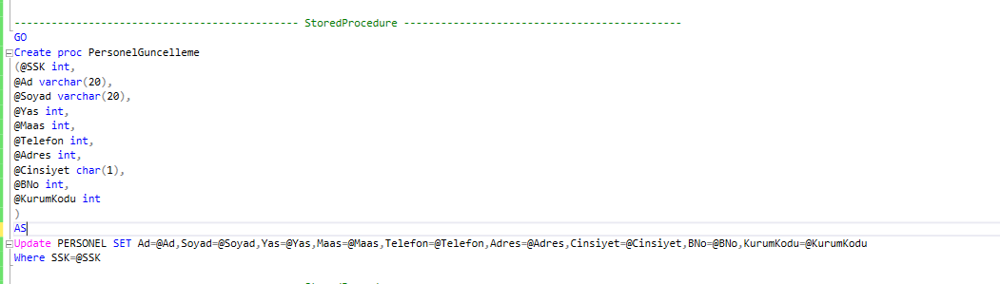 ---------------------------------------------- StoredProcedure ---------------------------------------------
GO
Create proc PersonelGuncelleme
(@SSK int,
@Ad varchar(20),
@Soyad varchar(20),
@Yas int,
@Maas int,
@Telefon int,
@Adres int,
@Cinsiyet char(1),
@BNo int,
@KurumKodu int
)
AS
Update PERSONEL SET Ad=@Ad,Soyad=@Soyad,Yas=@Yas,Maas=@Maas,Telefon=@Telefon,Adres=@Adres,Cinsiyet=@Cinsiyet,BNo=@BNo,KurumKodu=@KurumKodu
Where SSK=@SSK